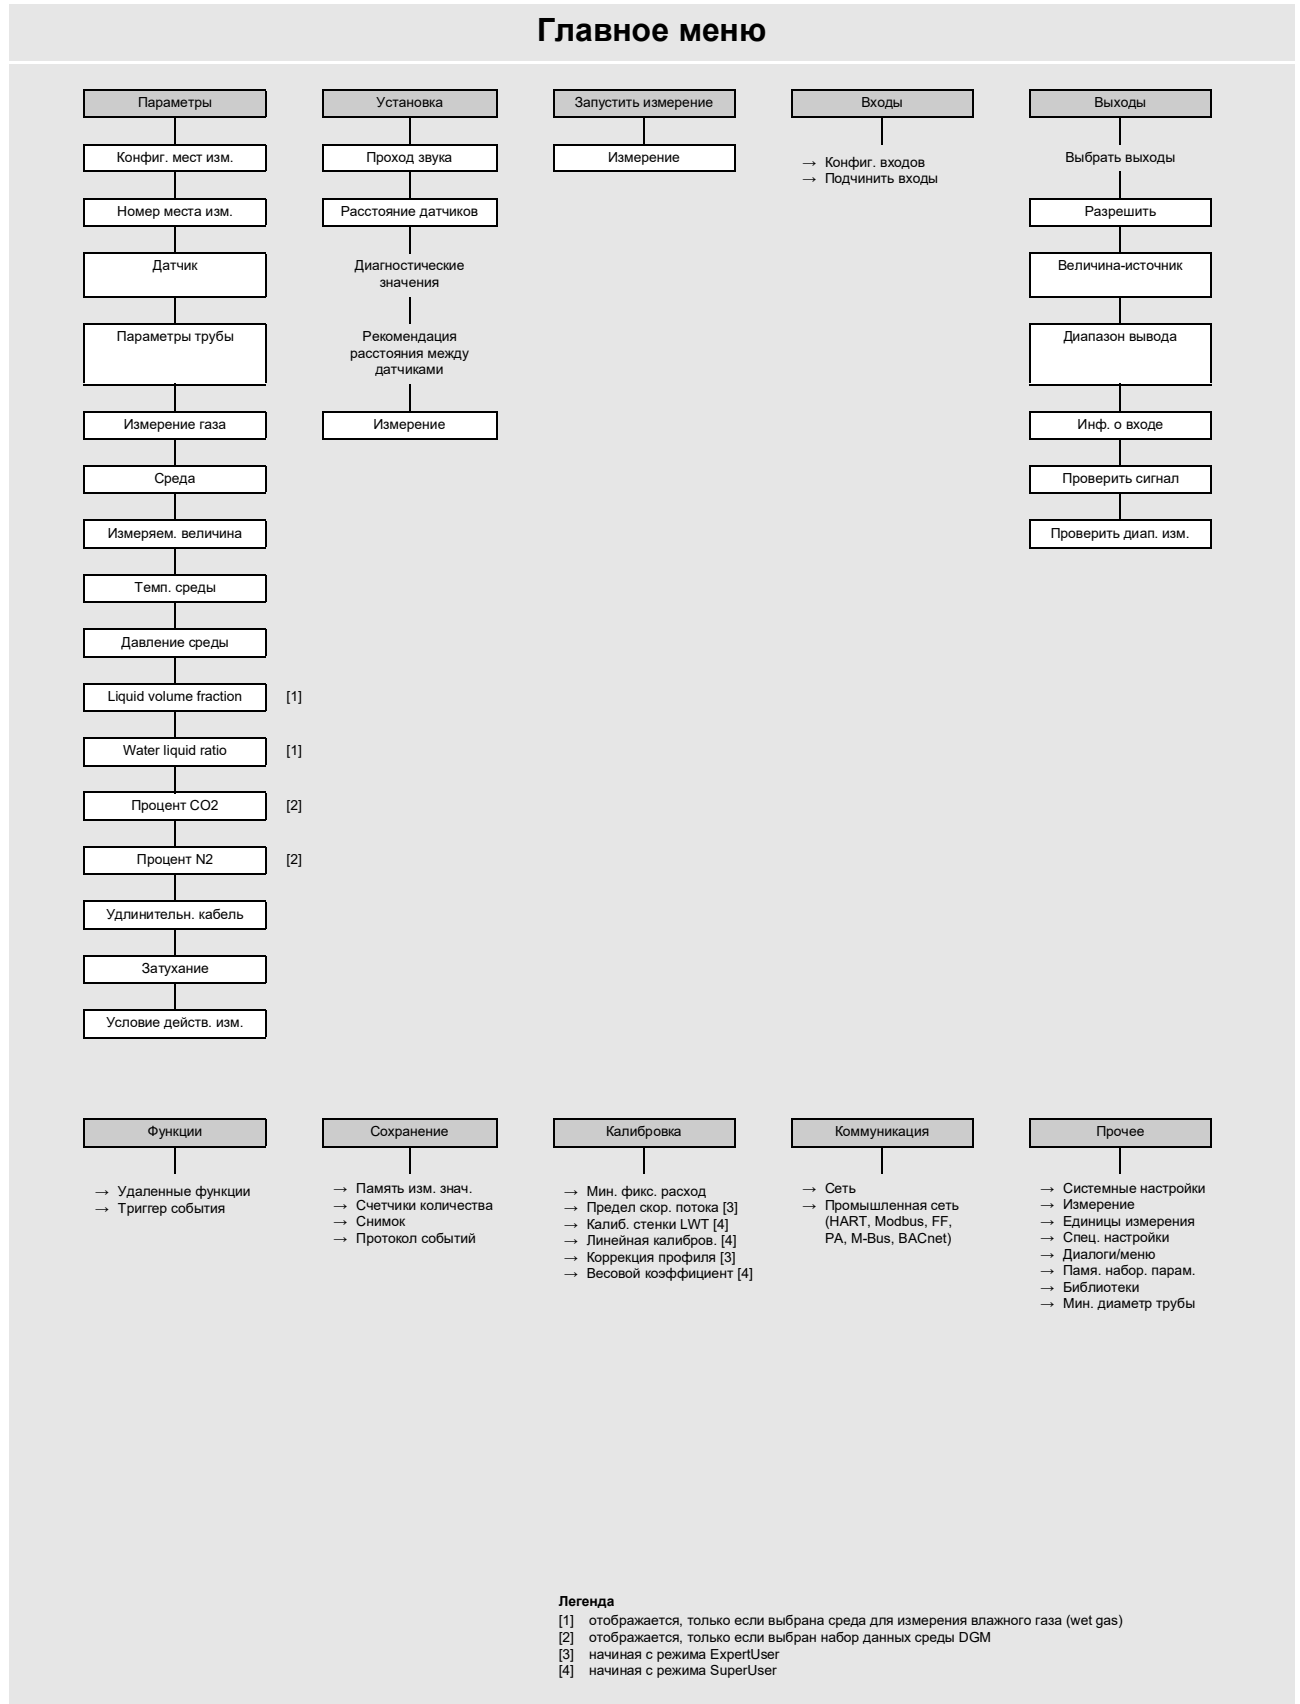 Главное меню
Параметры
Конфиг. мест изм.
Номер места изм.
Датчик
Параметры трубы
Измерение газа
Среда
Измеряем. величина
Темп. среды
Давление среды
Liquid volume fraction [1]
Water liquid ratio [1]
Процент CO2 [2]
Процент N2 [2]
Удлинительн. кабель
Затухание
Условие действ. изм.
Установка
Проход звука
Расстояние датчиков
Диагностические
значения
Рекомендация
расстояния между
датчиками
Измерение
Запустить измерение
Измерение
Входы
→ Конфиг. входов
→ Подчинить входы
Выходы
Выбрать выходы
Разрешить
Величина-источник
Диапазон вывода
Инф. о входе
Проверить сигнал
Проверить диап. изм.
Функции
→ Удаленные функции
→ Триггер события
Сохранение
→ Память изм. знач.
→ Счетчики количества
→ Снимок
→ Протокол событий
Калибровка
→ Мин. фикс. расход
→ Предел скор. потока [3]
→ Калиб. стенки LWT [4]
→ Линейная калибров. [4]
→ Коррекция профиля [3]
→ Весовой коэффициент [4]
Коммуникация
→ Сеть
→ Промышленная сеть
(HART, Modbus, FF,
PA, M-Bus, BACnet)
Прочее
→ Системные настройки
→ Измерение
→ Единицы измерения
→ Спец. настройки
→ Диалоги/меню
→ Памя. набор. парам.
→ Библиотеки
→ Мин. диаметр трубы
Легенда
[1] отображается, только если выбрана среда для измерения влажного газа (wet gas)
[2] отображается, только если выбран набор данных среды DGM
[3] начиная с режима ExpertUser
[4] начиная с режима SuperUser